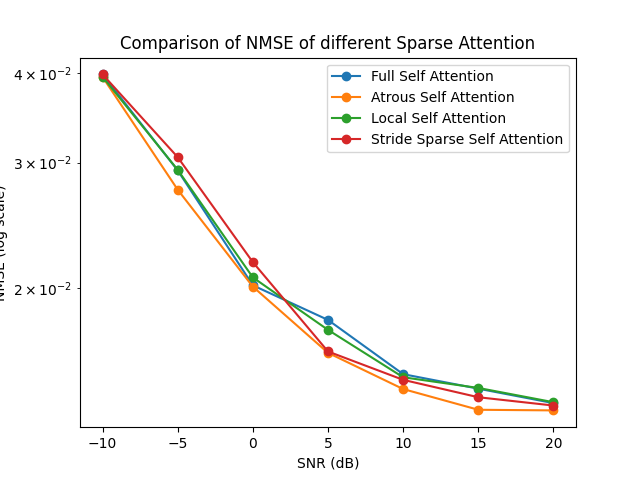 Comparison of NMSE of different Sparse Attention
Full Self Attention
Atrous Self Attention
Local Self Attention
Stride Sparse Self Attention
4 × 10⁻²
3 × 10⁻²
2 × 10⁻²
NMSE (log scale)
−10 −5 0 5 10 15 20
SNR (dB)